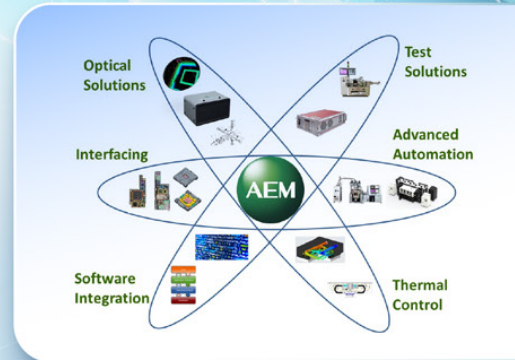 Optical
Solutions
Test
Solutions
Interfacing
Advanced
Automation
AEM
Software
Integration
Thermal
Control